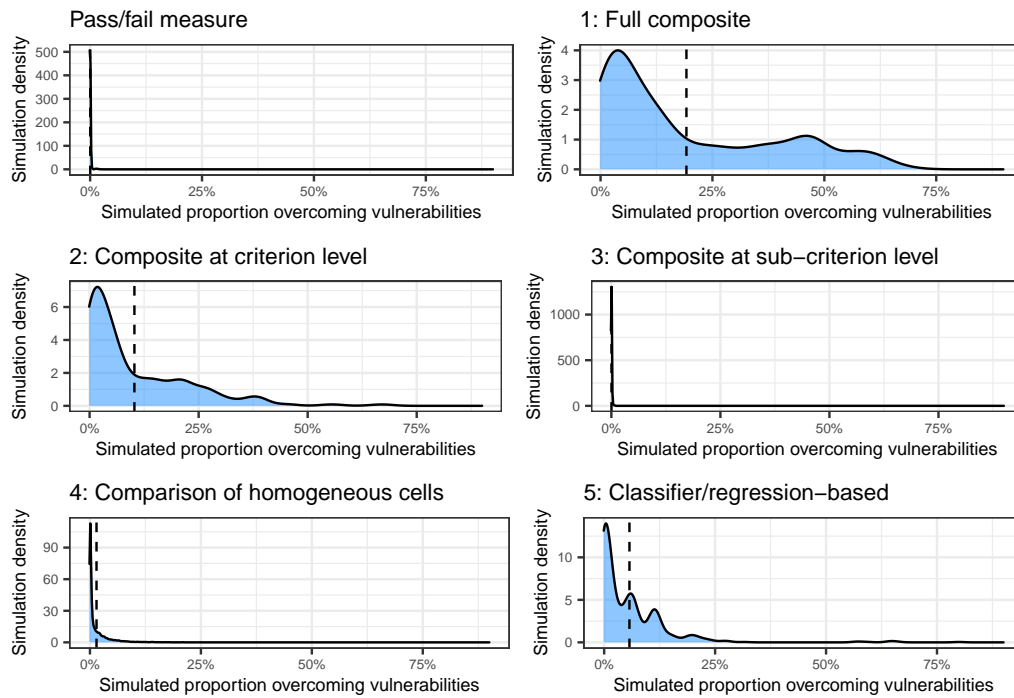 Pass/fail measure
Simulation density
500
400
300
200
100
0
0% 25% 50% 75%
Simulated proportion overcoming vulnerabilities
1: Full composite
Simulation density
4
3
2
1
0
0% 25% 50% 75%
Simulated proportion overcoming vulnerabilities
2: Composite at criterion level
Simulation density
6
4
2
0
0% 25% 50% 75%
Simulated proportion overcoming vulnerabilities
3: Composite at sub−criterion level
Simulation density
1000
500
0
0% 25% 50% 75%
Simulated proportion overcoming vulnerabilities
4: Comparison of homogeneous cells
Simulation density
90
60
30
0
0% 25% 50% 75%
Simulated proportion overcoming vulnerabilities
5: Classifier/regression−based
Simulation density
10
5
0
0% 25% 50% 75%
Simulated proportion overcoming vulnerabilities